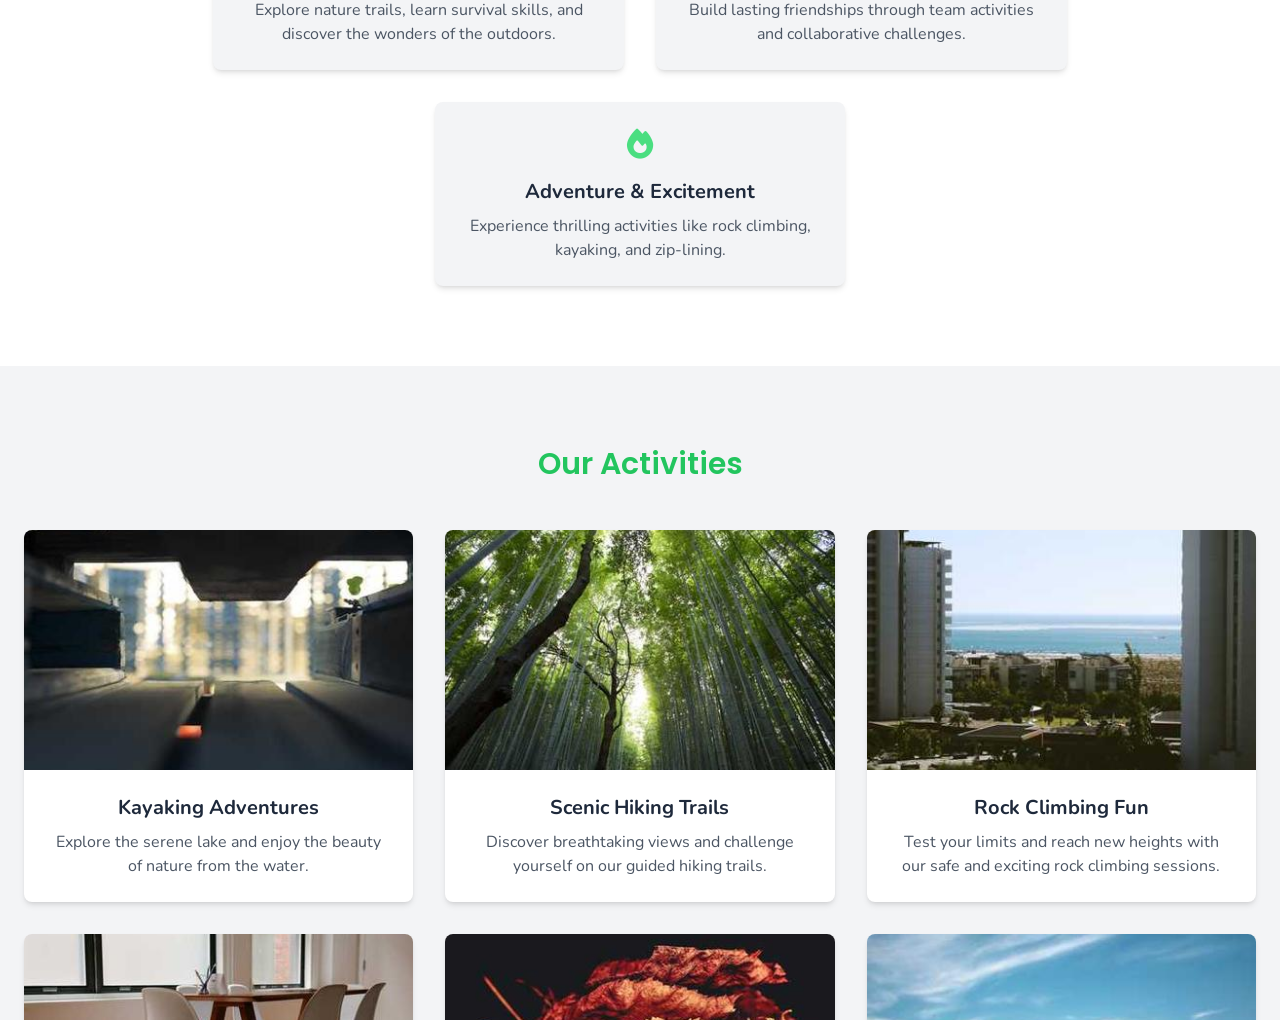 Explore nature trails, learn survival skills, and
discover the wonders of the outdoors.
Build lasting friendships through team activities
and collaborative challenges.
Adventure & Excitement
Experience thrilling activities like rock climbing,
kayaking, and zip-lining.
Our Activities
Kayaking Adventures
Explore the serene lake and enjoy the beauty
of nature from the water.
Scenic Hiking Trails
Discover breathtaking views and challenge
yourself on our guided hiking trails.
Rock Climbing Fun
Test your limits and reach new heights with
our safe and exciting rock climbing sessions.